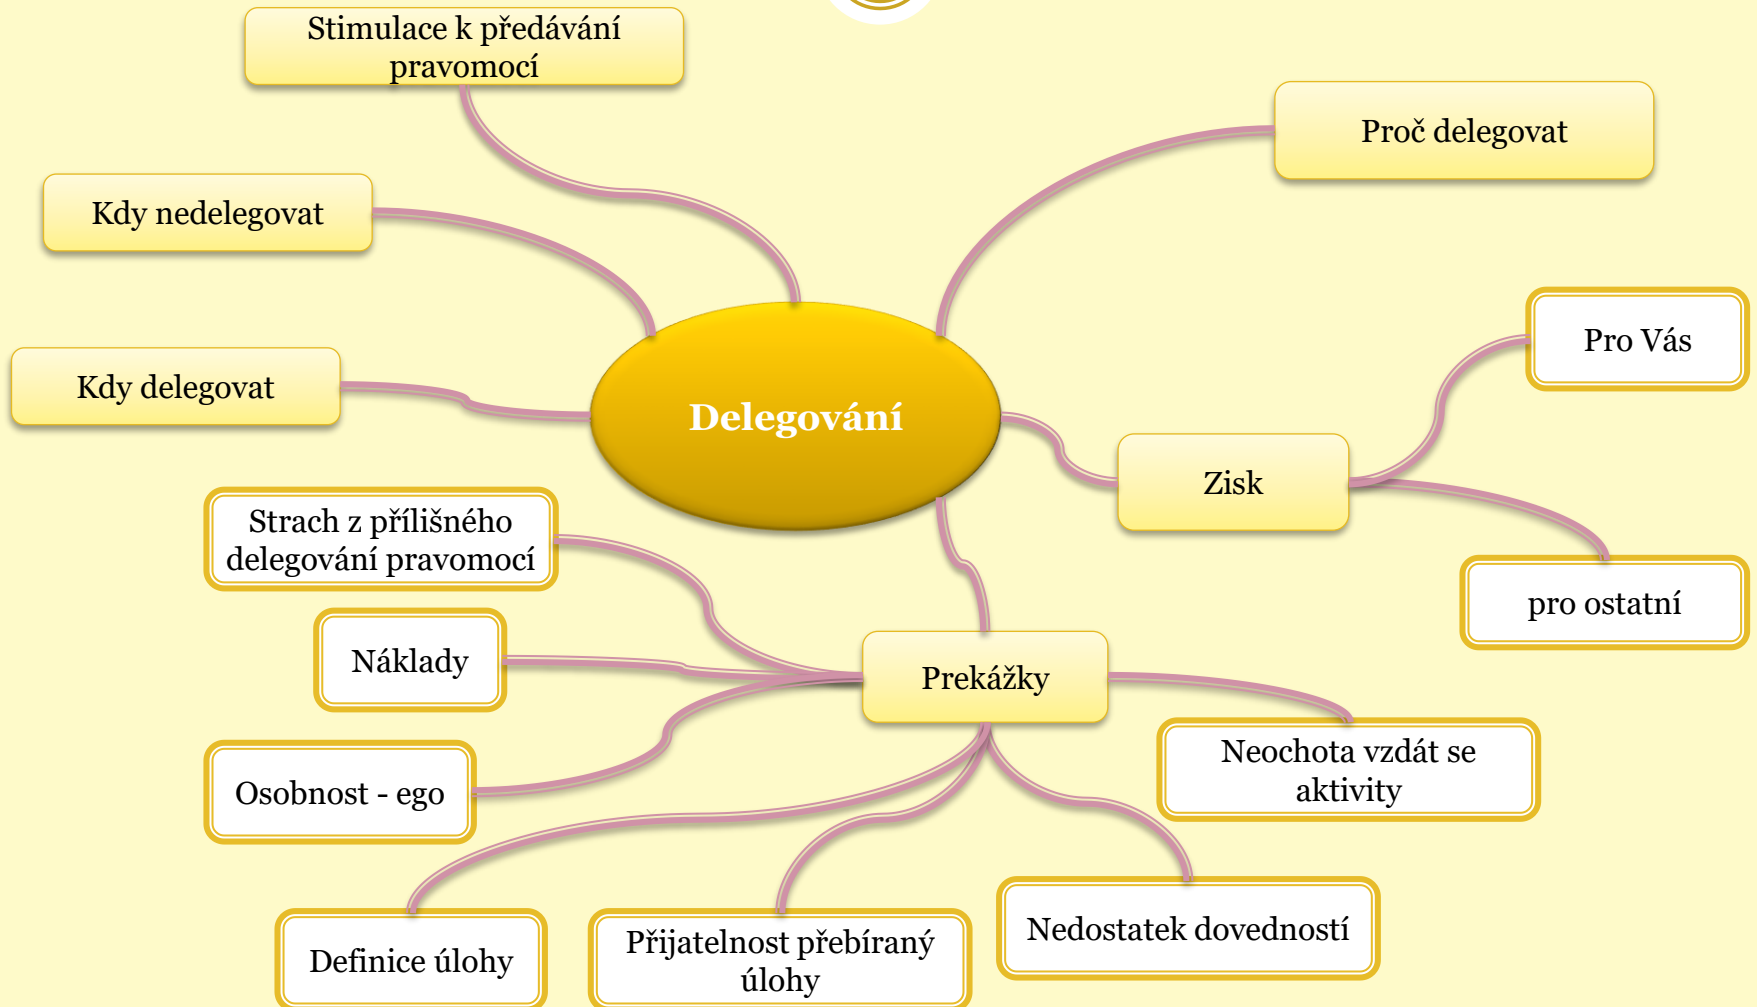 Stimulace k předávání
pravomocí
Proč delegovat
Kdy nedelegovat
Pro Vás
Kdy delegovat
Delegování
Zisk
Strach z přílišného
delegování pravomocí
pro ostatní
Náklady
Prekážky
Neochota vzdát se
aktivity
Osobnost - ego
Nedostatek dovedností
Definice úlohy
Přijatelnost přebíraný
úlohy